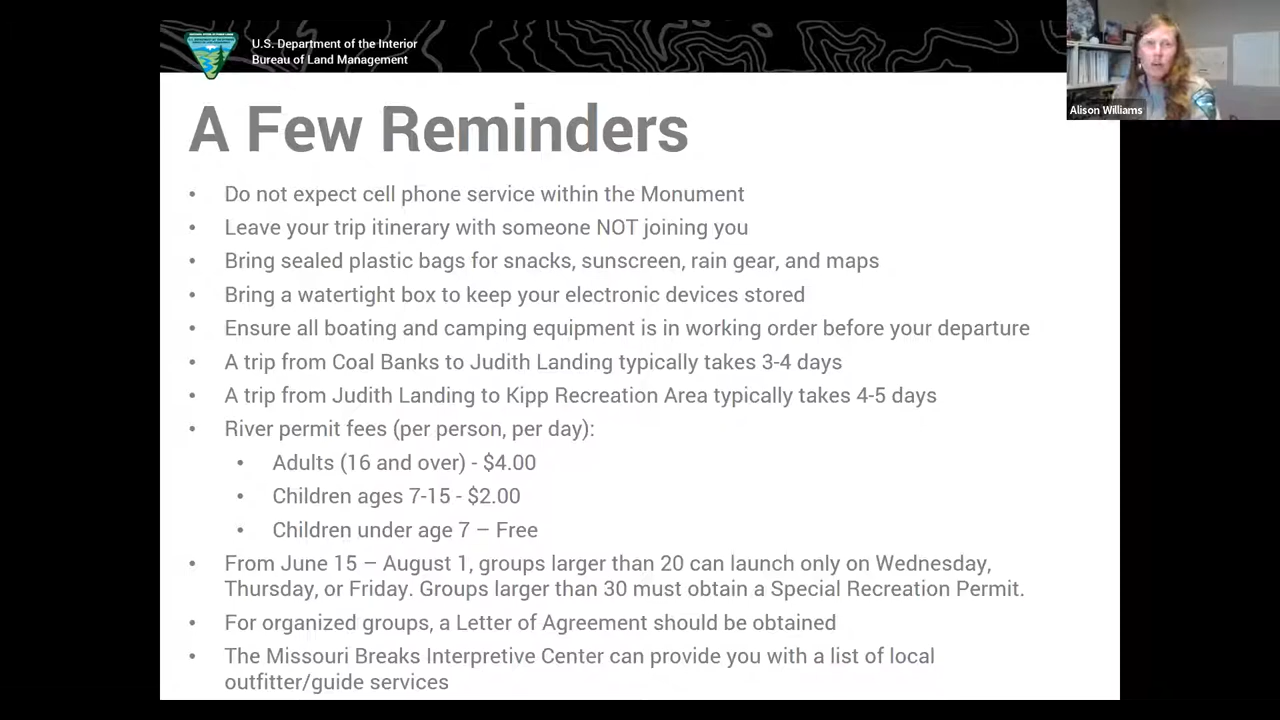 U.S. Department of the Interior
Bureau of Land Management
Alison Williams
A Few Reminders
• Do not expect cell phone service within the Monument
• Leave your trip itinerary with someone NOT joining you
• Bring sealed plastic bags for snacks, sunscreen, rain gear, and maps
• Bring a watertight box to keep your electronic devices stored
• Ensure all boating and camping equipment is in working order before your departure
• A trip from Coal Banks to Judith Landing typically takes 3-4 days
• A trip from Judith Landing to Kipp Recreation Area typically takes 4-5 days
• River permit fees (per person, per day):
• Adults (16 and over) - $4.00
• Children ages 7-15 - $2.00
• Children under age 7 – Free
• From June 15 – August 1, groups larger than 20 can launch only on Wednesday,
Thursday, or Friday. Groups larger than 30 must obtain a Special Recreation Permit.
• For organized groups, a Letter of Agreement should be obtained
• The Missouri Breaks Interpretive Center can provide you with a list of local
outfitter/guide services